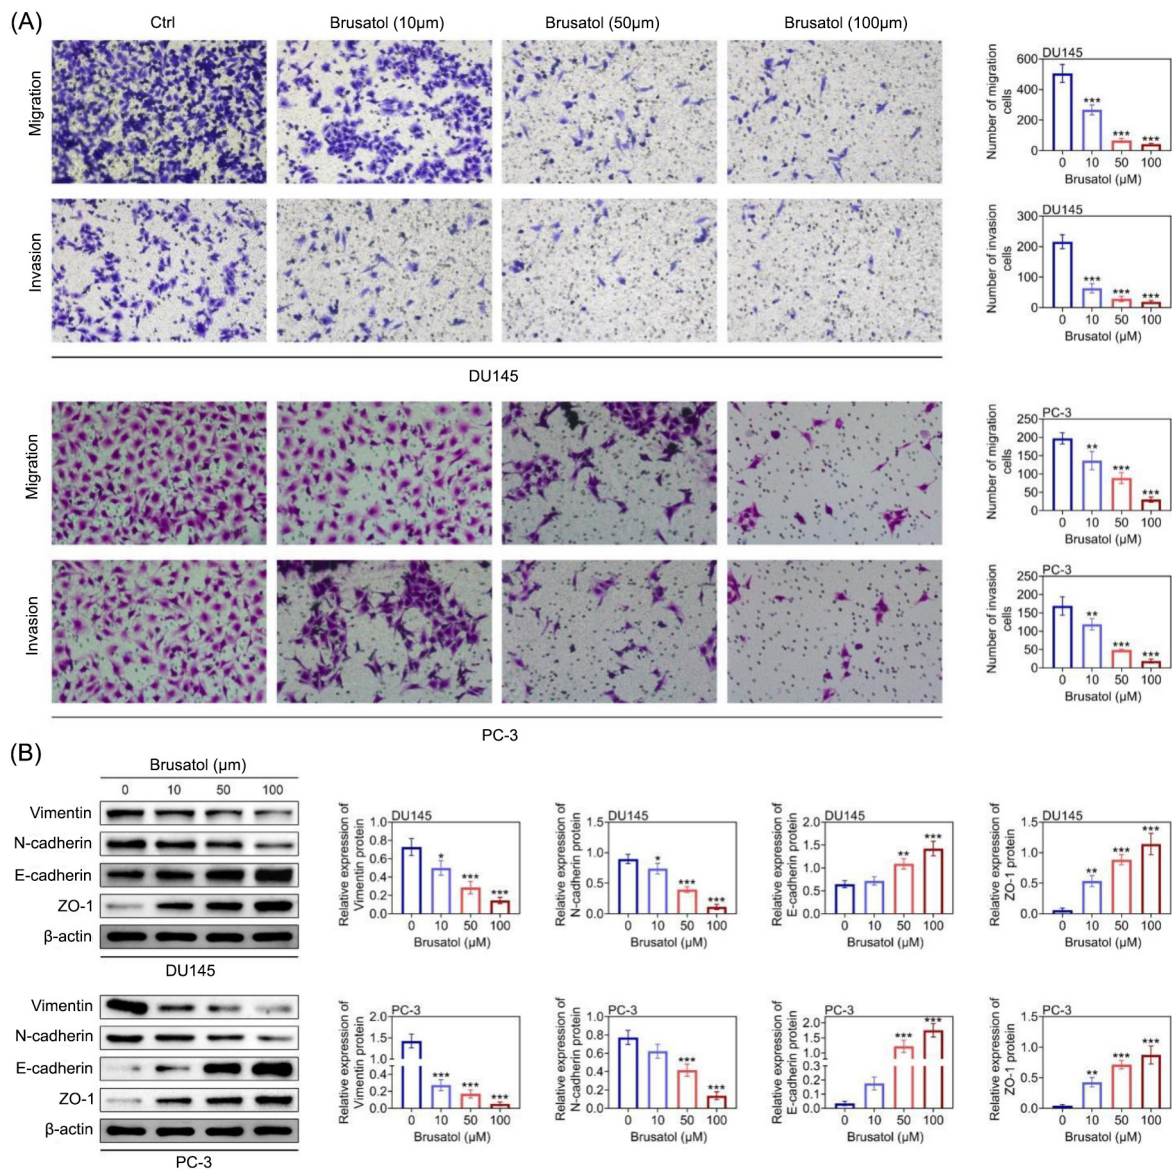 (A)
Ctrl
Brusatol (10μm)
Brusatol (50μm)
Brusatol (100μm)
Migration
DU145
Number of migration
cells
600
400
200
0
***
***
***
0 10 50 100
Brusatol (μM)
Invasion
DU145
Number of invasion
cells
300
200
100
0
***
***
***
0 10 50 100
Brusatol (μM)
DU145
Migration
PC-3
Number of migration
cells
250
200
150
100
50
0
**
***
***
0 10 50 100
Brusatol (μM)
Invasion
PC-3
Number of invasion
cells
250
200
150
100
50
0
**
***
***
0 10 50 100
Brusatol (μM)
PC-3
(B)
Brusatol (μm)
0 10 50 100
Vimentin
N-cadherin
E-cadherin
ZO-1
β-actin
DU145
DU145
Relative expression of
Vimentin protein
1.0
0.8
0.6
0.4
0.2
0.0
*
***
***
0 10 50 100
Brusatol (μM)
DU145
Relative expression of
N-cadherin protein
1.5
1.0
0.5
0.0
*
***
***
0 10 50 100
Brusatol (μM)
DU145
Relative expression of
E-cadherin protein
2.0
1.5
1.0
0.5
0.0
**
***
0 10 50 100
Brusatol (μM)
DU145
Relative expression of
ZO-1 protein
1.5
1.0
0.5
0.0
**
***
***
0 10 50 100
Brusatol (μM)
Vimentin
N-cadherin
E-cadherin
ZO-1
β-actin
PC-3
PC-3
Relative expression of
Vimentin protein
2.0
1.5
1.0
0.4
0.2
0.0
***
***
***
0 10 50 100
Brusatol (μM)
PC-3
Relative expression of
N-cadherin protein
1.0
0.8
0.6
0.4
0.2
0.0
***
***
0 10 50 100
Brusatol (μM)
PC-3
Relative expression of
E-cadherin protein
2.0
1.5
1.0
0.3
0.2
0.1
0.0
***
***
0 10 50 100
Brusatol (μM)
PC-3
Relative expression of
ZO-1 protein
1.5
1.0
0.5
0.0
**
***
***
0 10 50 100
Brusatol (μM)